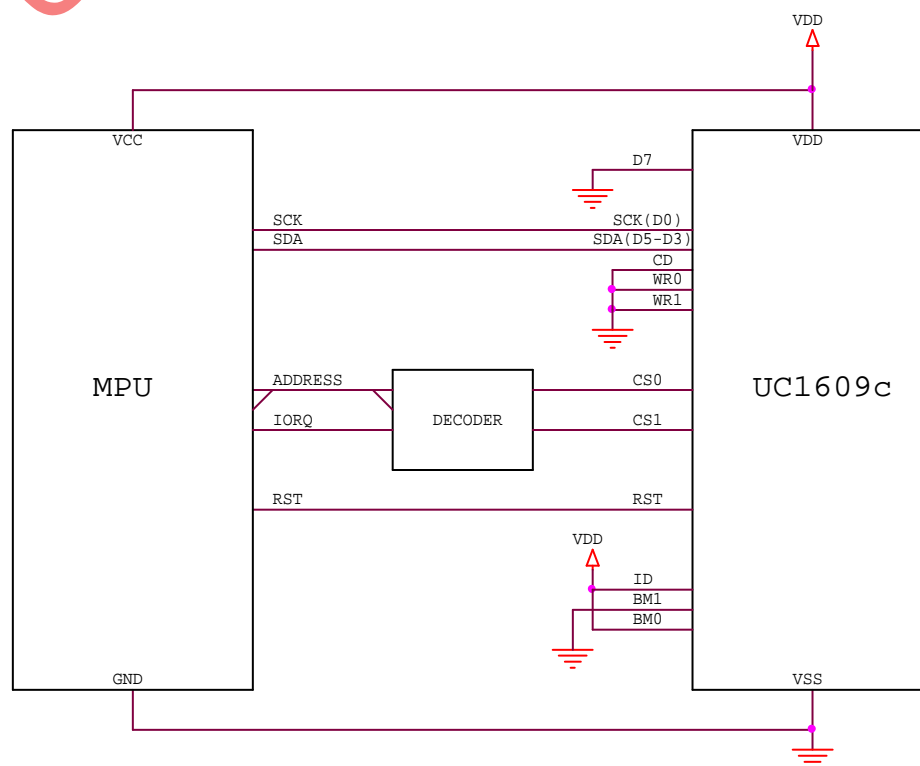 VDD
VCC
VDD
D7
SCK
SCK(D0)
SDA
SDA(D5-D3)
CD
WR0
WR1
MPU
ADDRESS
CS0
UC1609c
IORQ
DECODER
CS1
RST
RST
VDD
ID
BM1
BM0
GND
VSS